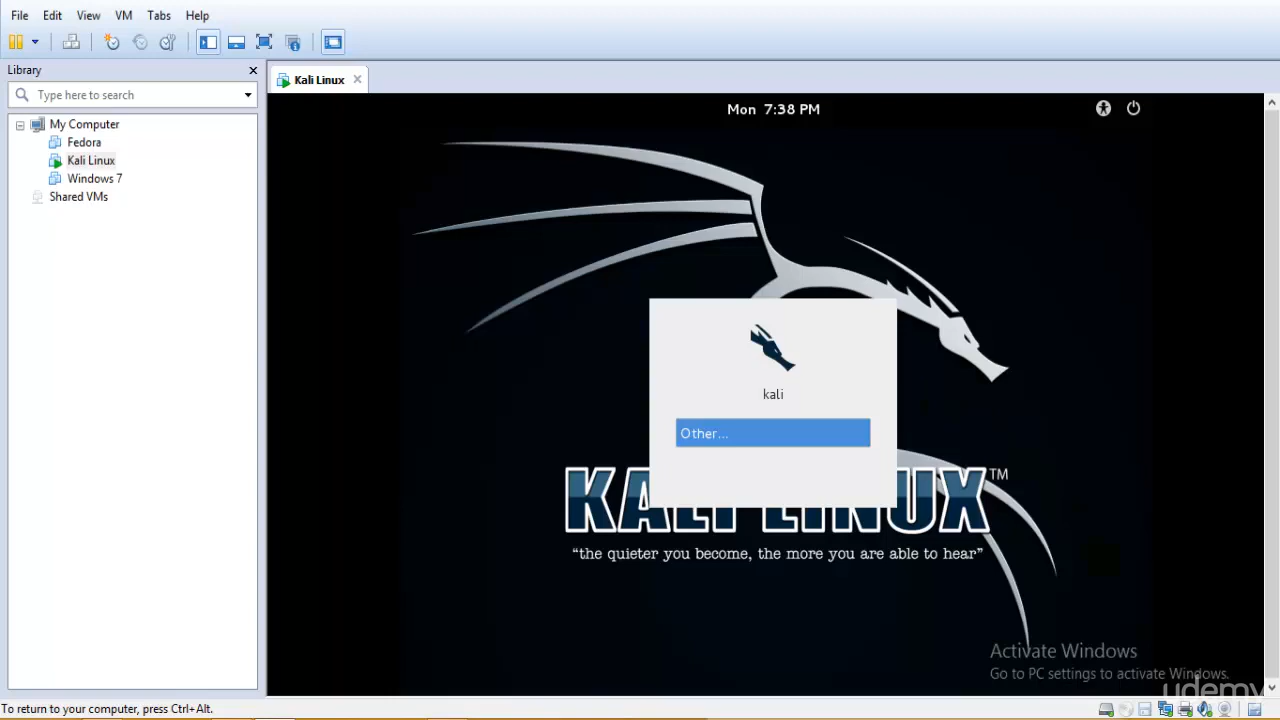 File Edit View VM Tabs Help
Library
Type here to search
My Computer
Fedora
Kali Linux
Windows 7
Shared VMs
Kali Linux
Mon 7:38 PM
kali
Other...
KALI LINUX™
“the quieter you become, the more you are able to hear”
Activate Windows
Go to PC settings to activate Windows.
udemy
To return to your computer, press Ctrl+Alt.